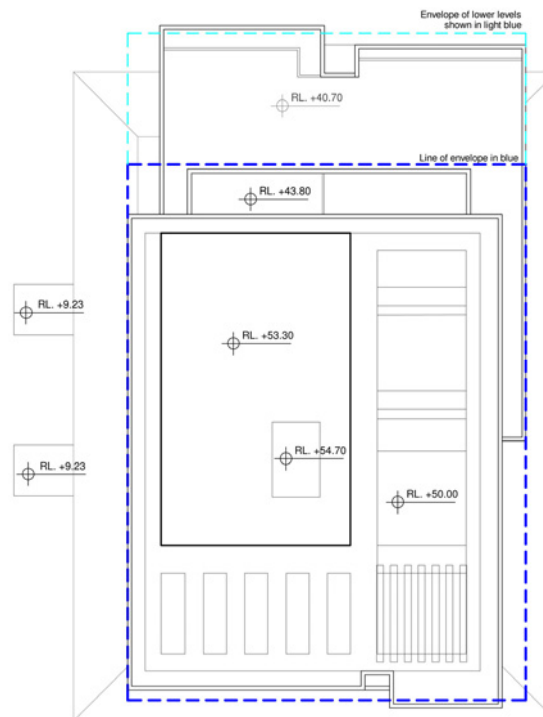 Envelope of lower levels
shown in light blue
RL. +40.70
Line of envelope in blue
RL. +43.80
RL. +9.23
RL. +53.30
RL. +54.70
RL. +9.23
RL. +50.00